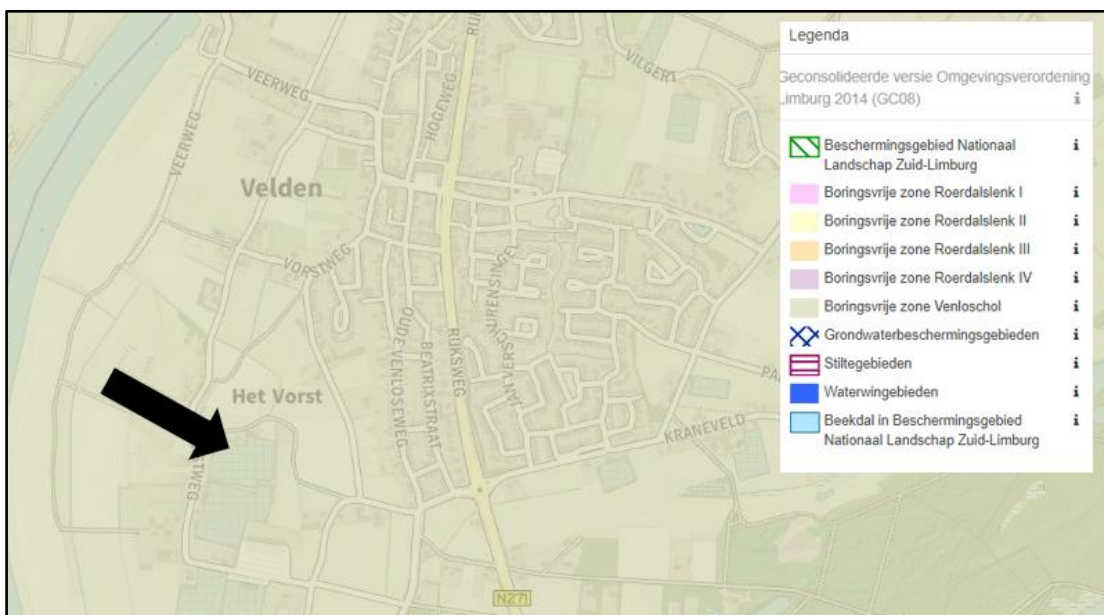 Legenda
Geconsolideerde versie Omgevingsverordening
Limburg 2014 (GC08)
Beschermingsgebied Nationaal
Landschap Zuid-Limburg
Boringsvrije zone Roerdalslenk I
Boringsvrije zone Roerdalslenk II
Boringsvrije zone Roerdalslenk III
Boringsvrije zone Roerdalslenk IV
Boringsvrije zone Venloschol
Grondwaterbeschermingsgebieden
Stiltegebieden
Waterwingebieden
Beekdal in Beschermingsgebied
Nationaal Landschap Zuid-Limburg
VEERWEG
VEERWEG
HOGEWEG
VILGERT
Velden
VORSTWEG
OUDE VENLOSEWEG
BEATRIXSTRAAT
RIJKSWEG
Het Vorst
KRANEVELD
N271